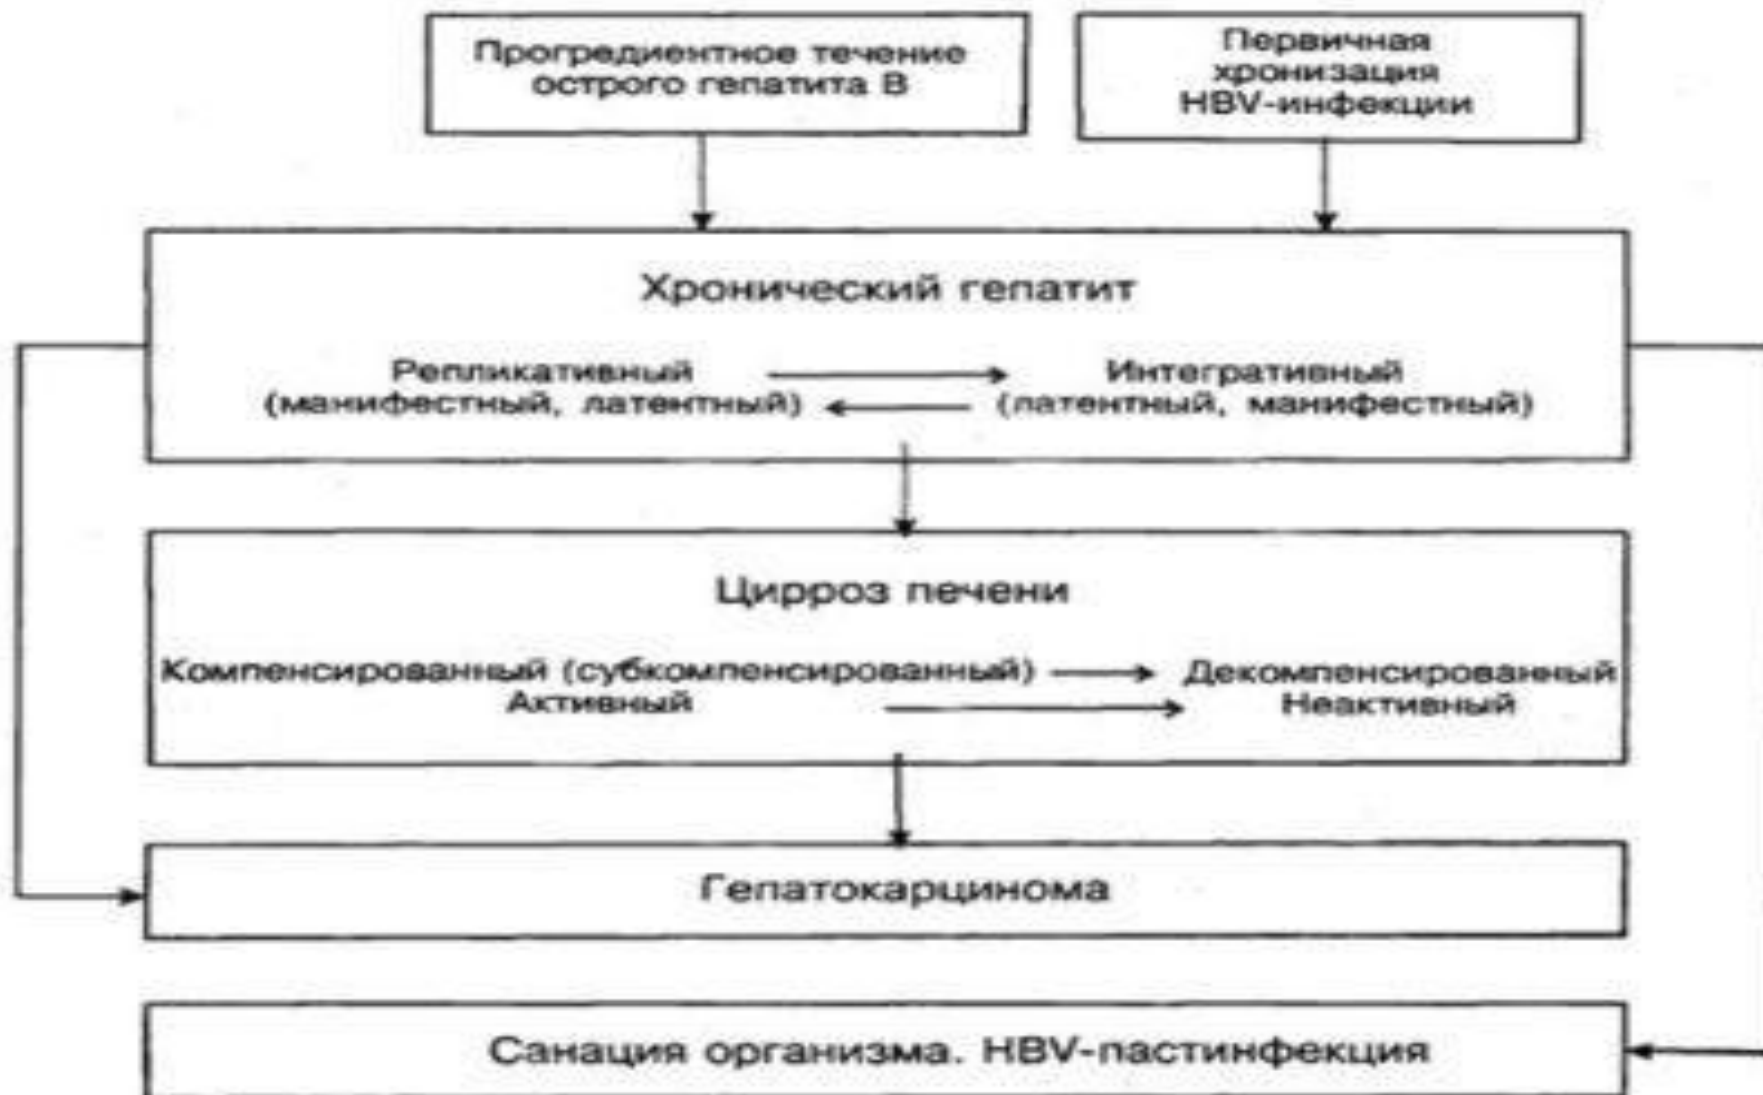 Прогредиентное течение
острого гепатита В
Первичная
хронизация
HBV-инфекции
Хронический гепатит
Репликативный
Интегративный
(манифестный, латентный)
(латентный, манифестный)
Цирроз печени
Компенсированный (субкомпенсированный)
Декомпенсированный
Активный
Неактивный
Гепатокарцинома
Санация организма. HBV-пастинфекция